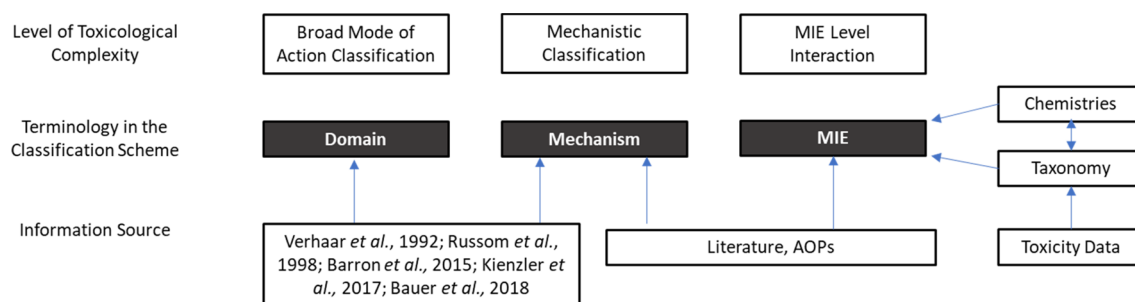 Level of Toxicological
Complexity
Broad Mode of
Action Classification
Mechanistic
Classification
MIE Level
Interaction
Chemistries
Terminology in the
Classification Scheme
Domain
Mechanism
MIE
Taxonomy
Information Source
Verhaar et al., 1992; Russom et al.,
1998; Barron et al., 2015; Kienzler et
al., 2017; Bauer et al., 2018
Literature, AOPs
Toxicity Data